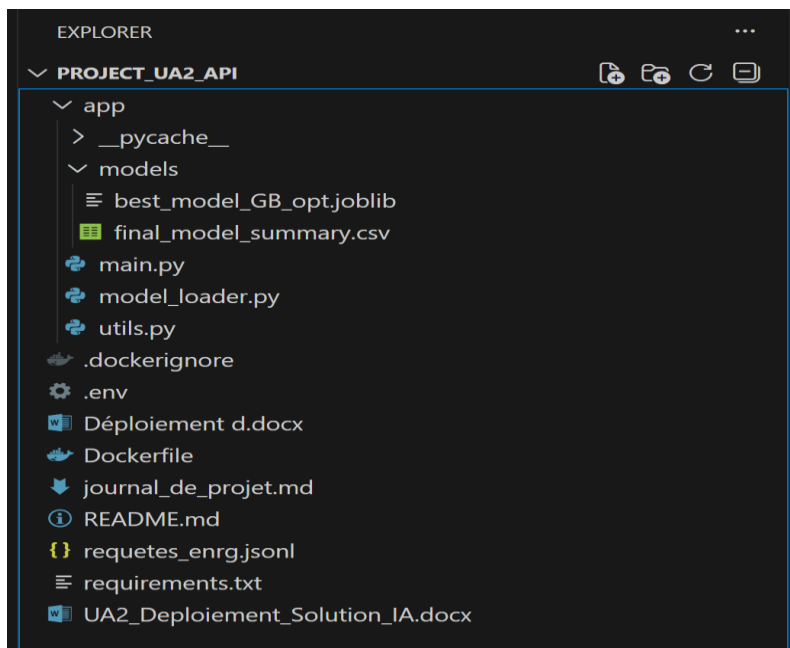 EXPLORER
PROJECT_UA2_API
app
__pycache__
models
best_model_GB_opt.joblib
final_model_summary.csv
main.py
model_loader.py
utils.py
.dockerignore
.env
Déploiement d.docx
Dockerfile
journal_de_projet.md
README.md
requetes_enrg.jsonl
requirements.txt
UA2_Deploiement_Solution_IA.docx